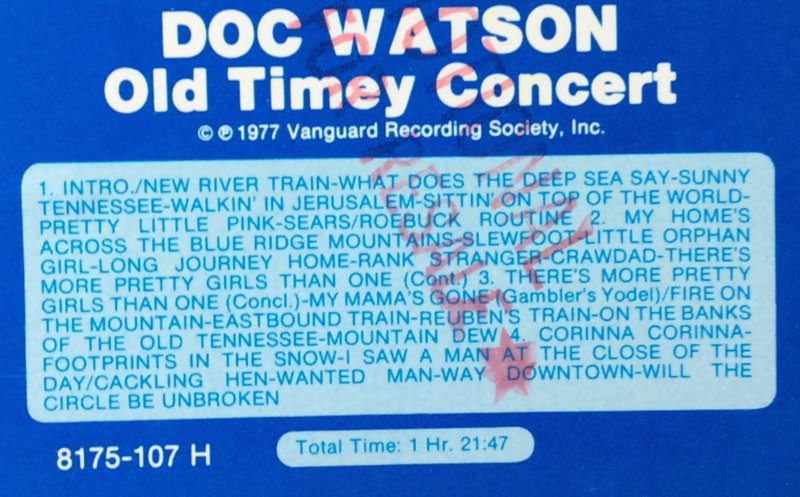 DOC WATSON
Old Timey Concert
© ℗ 1977 Vanguard Recording Society, Inc.
1. INTRO./NEW RIVER TRAIN-WHAT DOES THE DEEP SEA SAY-SUNNY
TENNESSEE-WALKIN' IN JERUSALEM-SITTIN' ON TOP OF THE WORLD-
PRETTY LITTLE PINK-SEARS/ROEBUCK ROUTINE 2. MY HOME'S
ACROSS THE BLUE RIDGE MOUNTAINS-SLEWFOOT-LITTLE ORPHAN
GIRL-LONG JOURNEY HOME-RANK STRANGER-CRAWDAD-THERE'S
MORE PRETTY GIRLS THAN ONE (Cont.) 3. THERE'S MORE PRETTY
GIRLS THAN ONE (Concl.)-MY MAMA'S GONE (Gambler's Yodel)/FIRE ON
THE MOUNTAIN-EASTBOUND TRAIN-REUBEN'S TRAIN-ON THE BANKS
OF THE OLD TENNESSEE-MOUNTAIN DEW 4. CORINNA CORINNA-
FOOTPRINTS IN THE SNOW-I SAW A MAN AT THE CLOSE OF THE
DAY/CACKLING HEN-WANTED MAN-WAY DOWNTOWN-WILL THE
CIRCLE BE UNBROKEN
8175-107 H
Total Time: 1 Hr. 21:47